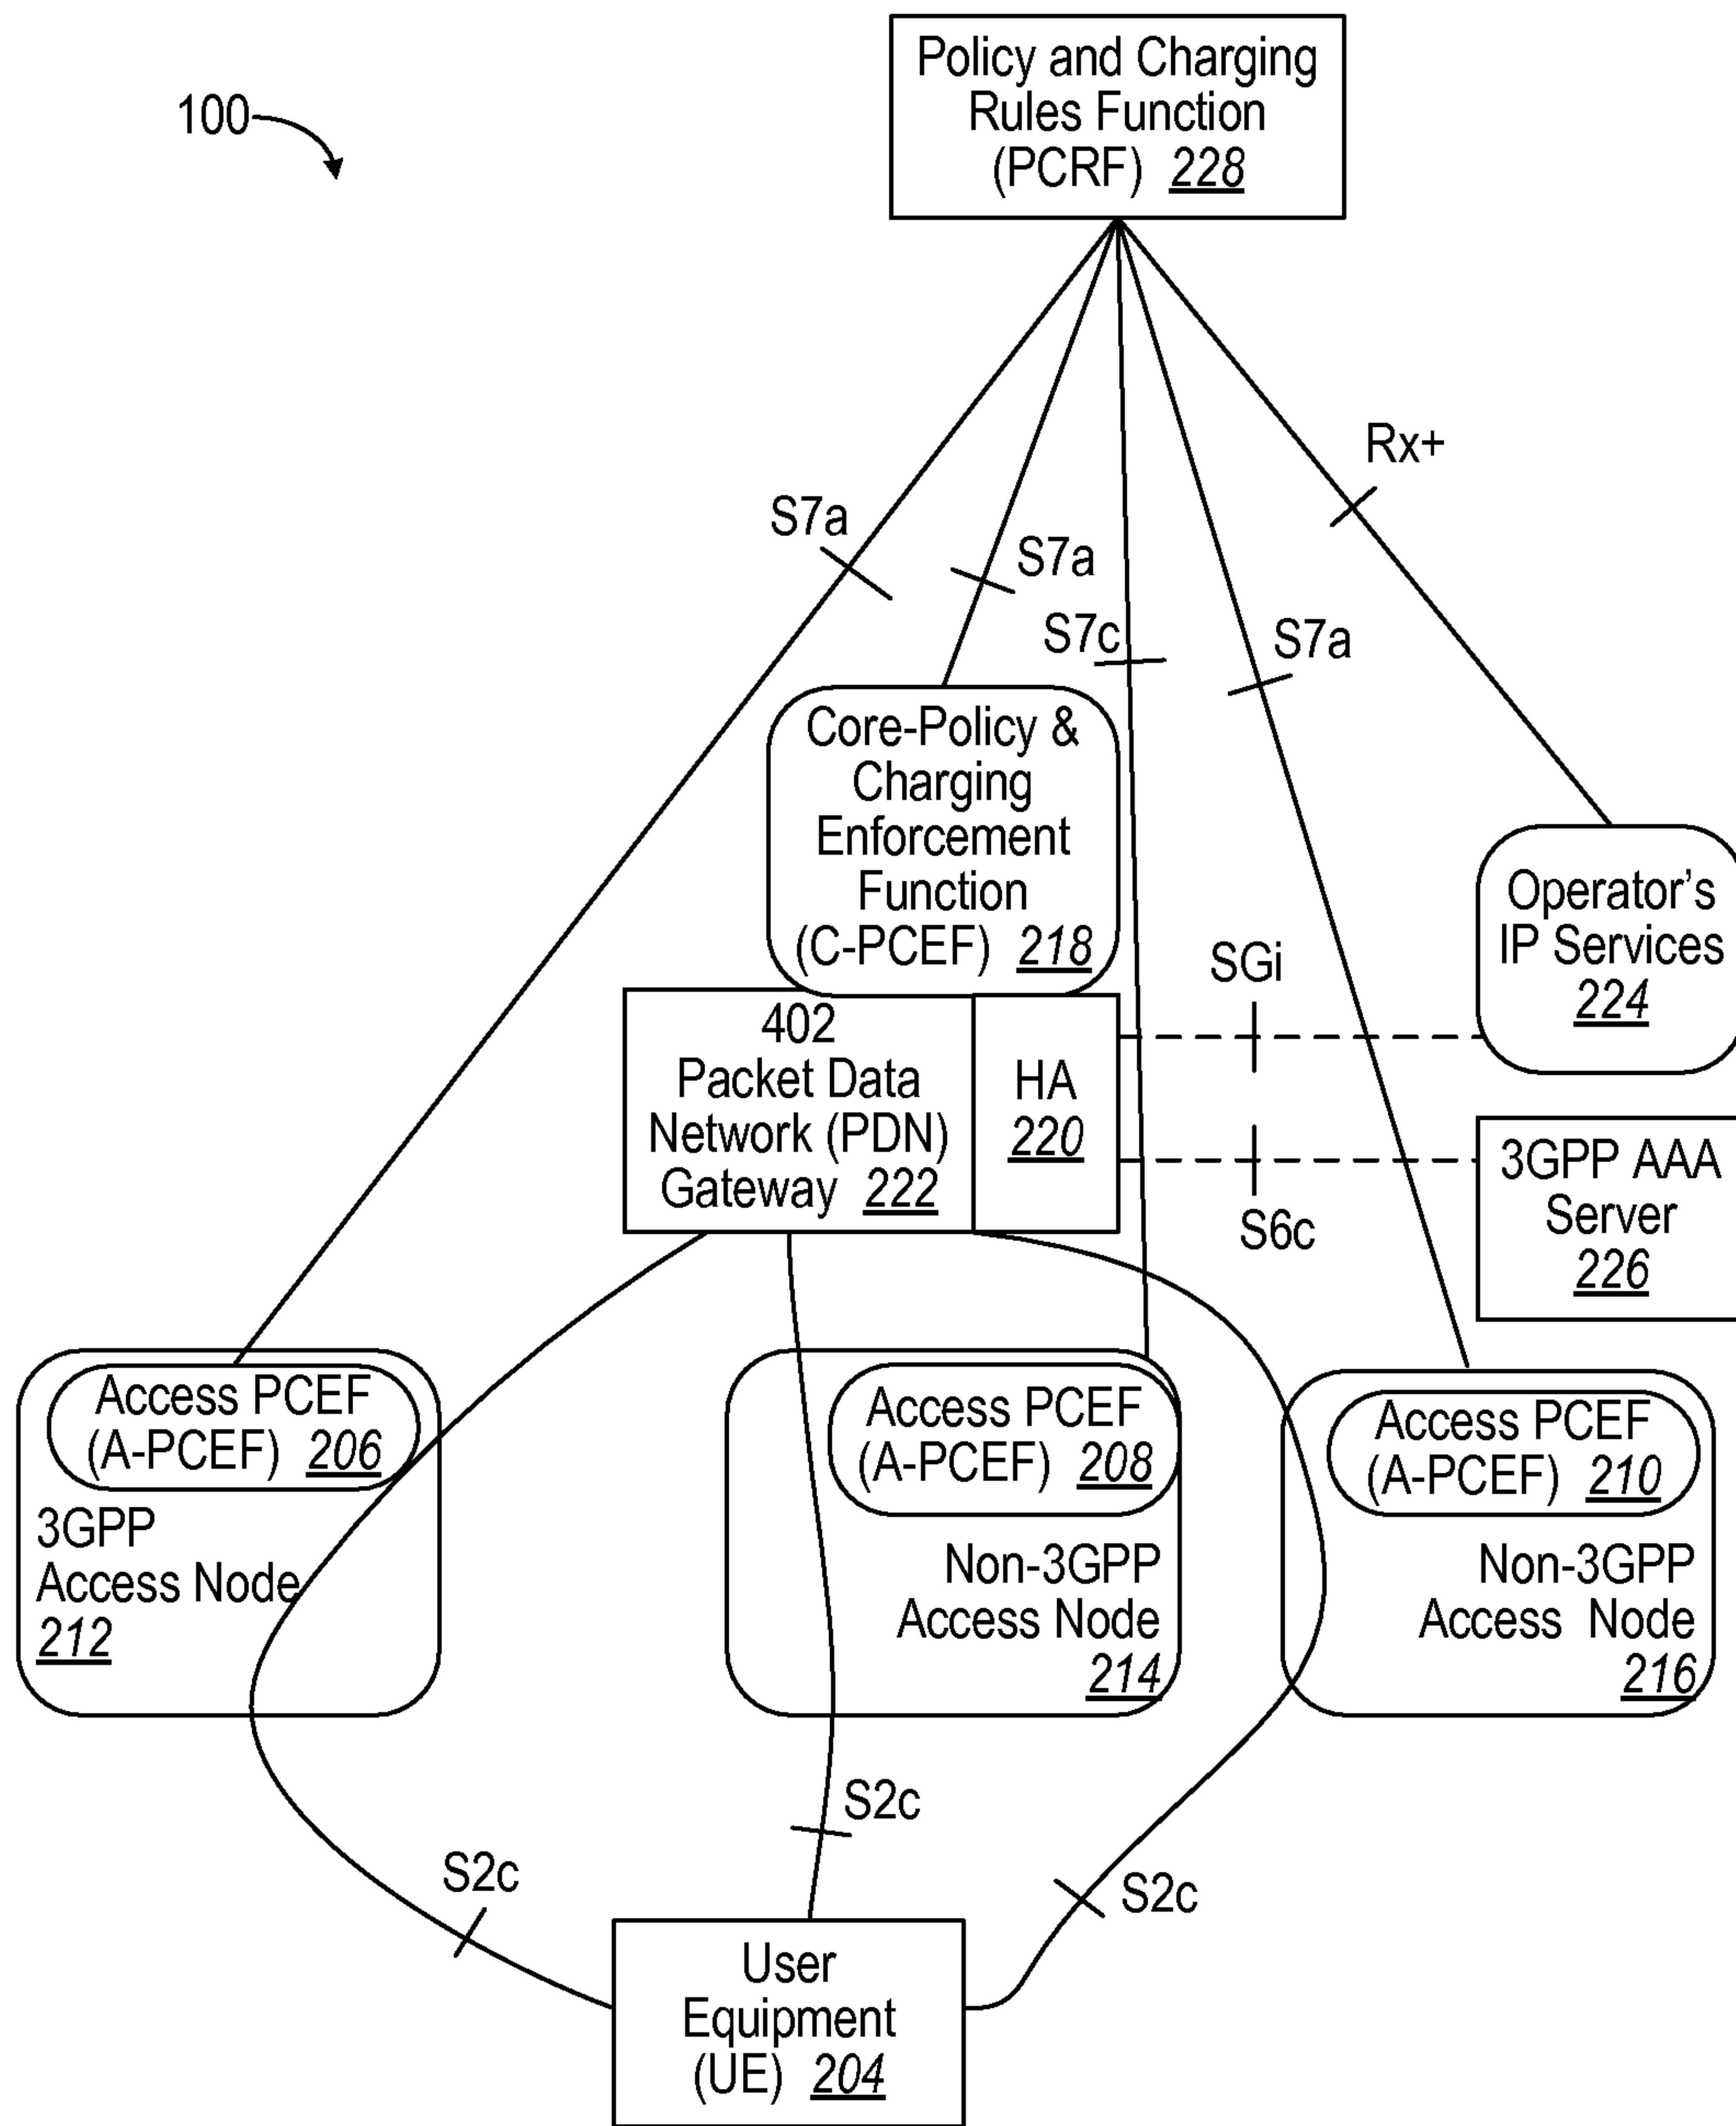 Policy and Charging
Rules Function
(PCRF) 228
100
Rx+
S7a
S7a
S7c
S7a
Core-Policy &
Charging
Enforcement
Function
(C-PCEF) 218
Operator's
IP Services
224
SGi
402
Packet Data
Network (PDN)
Gateway 222
HA
220
3GPP AAA
Server
226
S6c
Access PCEF
(A-PCEF) 206
3GPP
Access Node
212
Access PCEF
(A-PCEF) 208
Non-3GPP
Access Node
214
Access PCEF
(A-PCEF) 210
Non-3GPP
Access Node
216
S2c
S2c
S2c
User
Equipment
(UE) 204